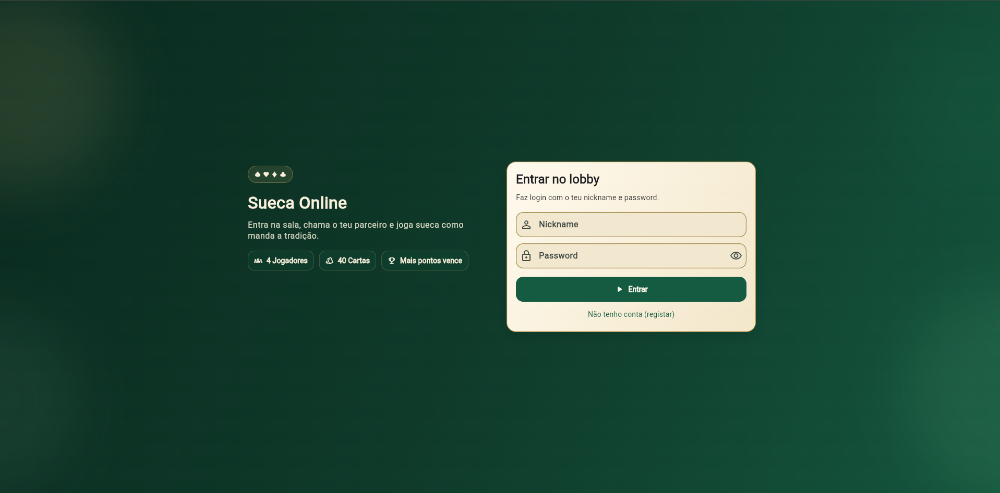 ♠ ♥ ♦ ♣
Sueca Online
Entra na sala, chama o teu parceiro e joga sueca como
manda a tradição.
4 Jogadores
40 Cartas
Mais pontos vence
Entrar no lobby
Faz login com o teu nickname e password.
Nickname
Password
Entrar
Não tenho conta (registar)